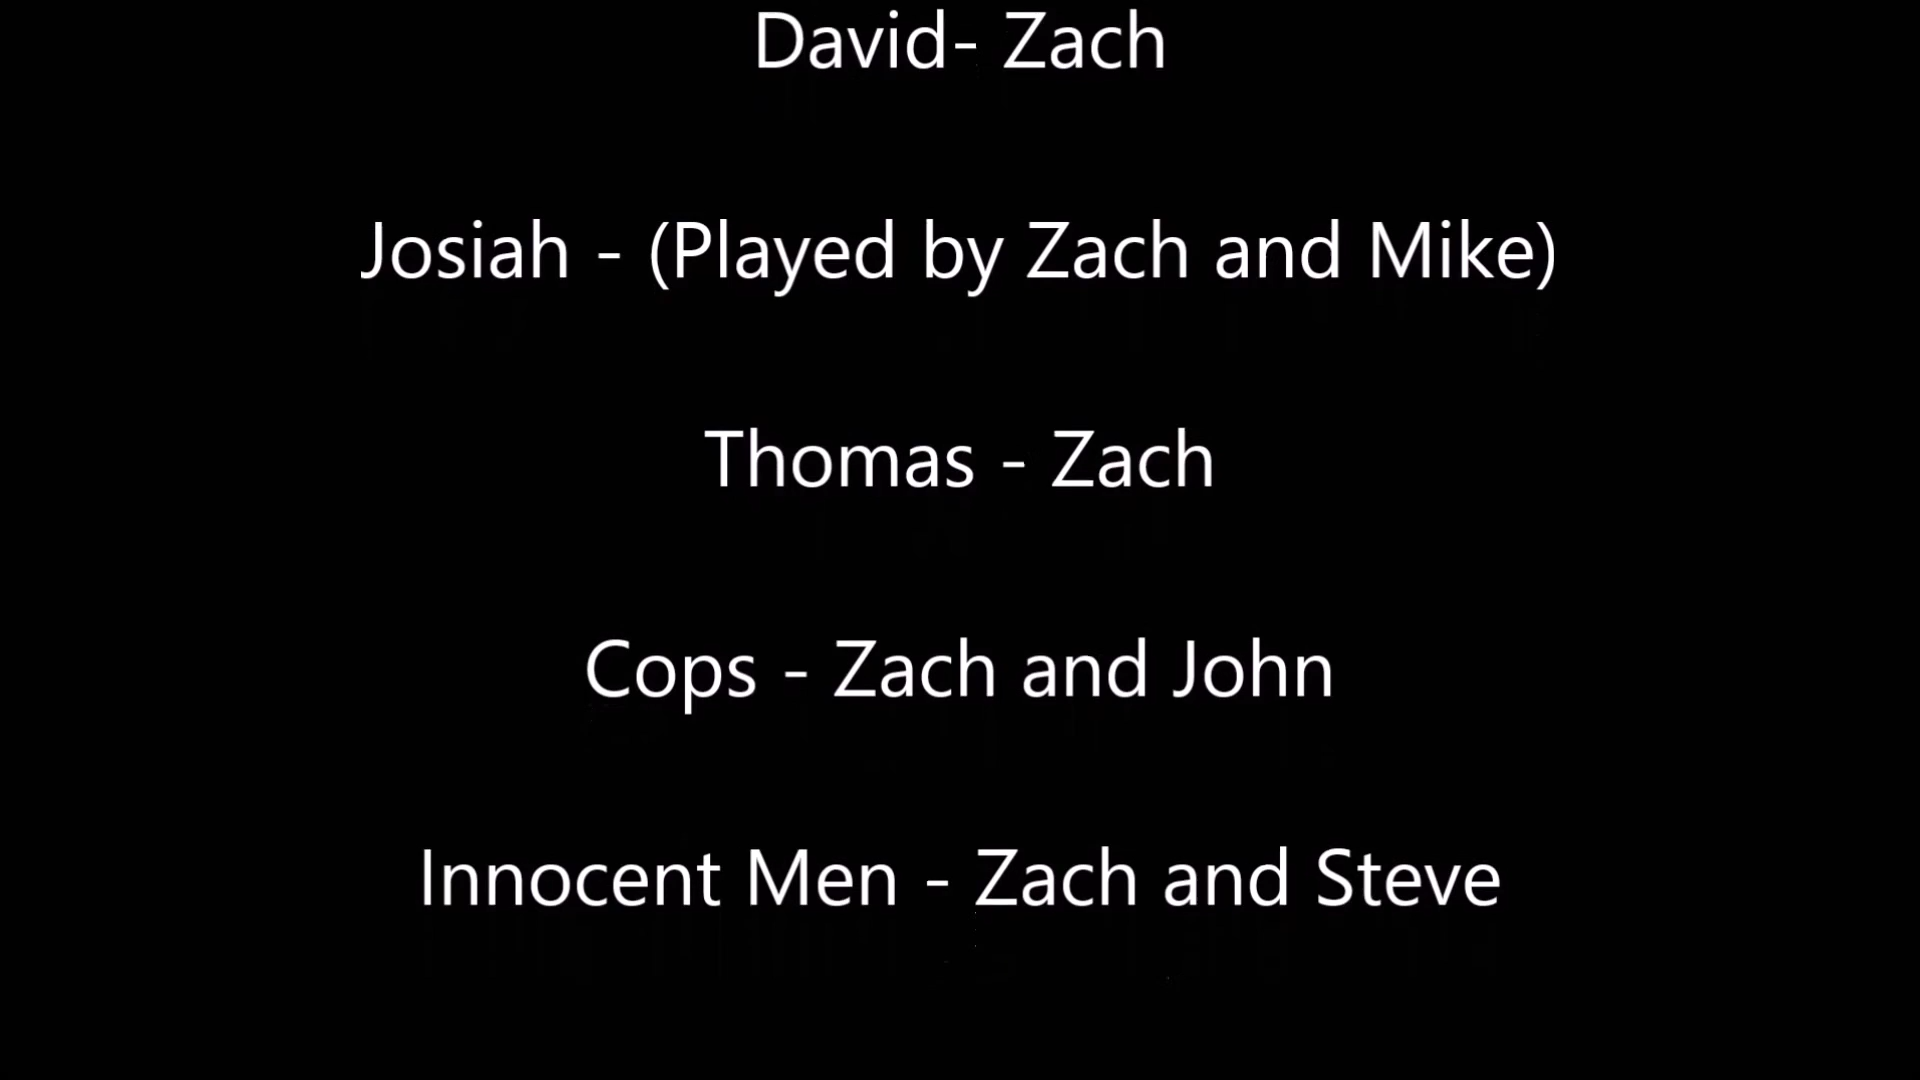 David- Zach
Josiah - (Played by Zach and Mike)
Thomas - Zach
Cops - Zach and John
Innocent Men - Zach and Steve